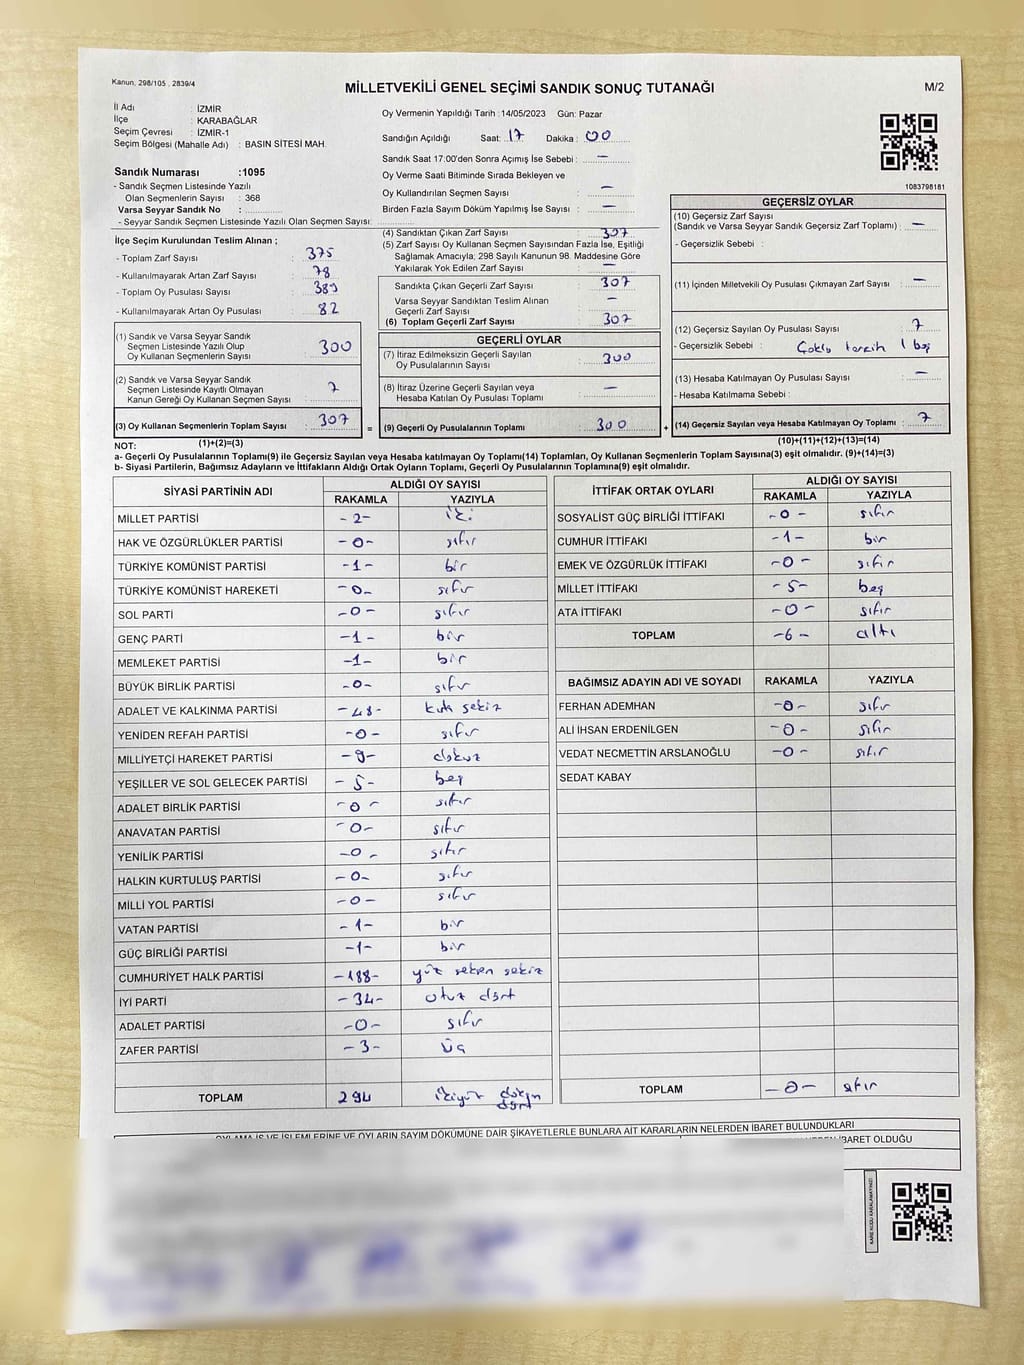 Kanun, 298/105 , 2839/4
MİLLETVEKİLİ GENEL SEÇİMİ SANDIK SONUÇ TUTANAĞI
M/2
İl Adı : İZMİR
İlçe : KARABAĞLAR
Seçim Çevresi : İZMİR-1
Seçim Bölgesi (Mahalle Adı) : BASIN SİTESİ MAH.
Sandık Numarası :1095
- Sandık Seçmen Listesinde Yazılı
Olan Seçmenlerin Sayısı : 368
Varsa Seyyar Sandık No :
- Seyyar Sandık Seçmen Listesinde Yazılı Olan Seçmen Sayısı:
Oy Vermenin Yapıldığı Tarih : 14/05/2023 Gün: Pazar
Sandığın Açıldığı Saat: 17 Dakika : 00
Sandık Saat 17:00'den Sonra Açımış İse Sebebi : —
Oy Verme Saati Bitiminde Sırada Bekleyen ve
Oy Kullandırılan Seçmen Sayısı : —
Birden Fazla Sayım Döküm Yapılmış İse Sayısı : —
1083798181
İlçe Seçim Kurulundan Teslim Alınan ;
- Toplam Zarf Sayısı : 375
- Kullanılmayarak Artan Zarf Sayısı : 78
- Toplam Oy Pusulası Sayısı : 389
- Kullanılmayarak Artan Oy Pusulası : 82
(4) Sandıktan Çıkan Zarf Sayısı : 307
(5) Zarf Sayısı Oy Kullanan Seçmen Sayısından Fazla İse, Eşitliği
Sağlamak Amacıyla; 298 Sayılı Kanunun 98. Maddesine Göre
Yakılarak Yok Edilen Zarf Sayısı : —
Sandıkta Çıkan Geçerli Zarf Sayısı : 307
Varsa Seyyar Sandıktan Teslim Alınan
Geçerli Zarf Sayısı : —
(6) Toplam Geçerli Zarf Sayısı : 307
GEÇERSİZ OYLAR
(10) Geçersiz Zarf Sayısı
(Sandık ve Varsa Seyyar Sandık Geçersiz Zarf Toplamı) : —
- Geçersizlik Sebebi :
(11) İçinden Milletvekili Oy Pusulası Çıkmayan Zarf Sayısı : —
(12) Geçersiz Sayılan Oy Pusulası Sayısı : 7
- Geçersizlik Sebebi : Çoklu tercih
(13) Hesaba Katılmayan Oy Pusulası Sayısı : —
- Hesaba Katılmama Sebebi :
(14) Geçersiz Sayılan veya Hesaba Katılmayan Oy Toplamı : 7
(1) Sandık ve Varsa Seyyar Sandık
Seçmen Listesinde Yazılı Olup
Oy Kullanan Seçmenlerin Sayısı : 300
(2) Sandık ve Varsa Seyyar Sandık
Seçmen Listesinde Kayıtlı Olmayan
Kanun Gereği Oy Kullanan Seçmen Sayısı : 7
(3) Oy Kullanan Seçmenlerin Toplam Sayısı : 307
=
GEÇERLİ OYLAR
(7) İtiraz Edilmeksizin Geçerli Sayılan
Oy Pusulalarının Sayısı : 300
(8) İtiraz Üzerine Geçerli Sayılan veya
Hesaba Katılan Oy Pusulası Toplamı : —
(9) Geçerli Oy Pusulalarının Toplamı : 300
+
NOT: (1)+(2)=(3)
(10)+(11)+(12)+(13)=(14)
a- Geçerli Oy Pusulalarının Toplamı(9) ile Geçersiz Sayılan veya Hesaba katılmayan Oy Toplamı(14) Toplamları, Oy Kullanan Seçmenlerin Toplam Sayısına(3) eşit olmalıdır. (9)+(14)=(3)
b- Siyasi Partilerin, Bağımsız Adayların ve İttifakların Aldığı Ortak Oyların Toplamı, Geçerli Oy Pusulalarının Toplamına(9) eşit olmalıdır.
SİYASİ PARTİNİN ADI ALDIĞI OY SAYISI
RAKAMLA YAZIYLA
MİLLET PARTİSİ -2- iki
HAK VE ÖZGÜRLÜKLER PARTİSİ -0- sıfır
TÜRKİYE KOMÜNİST PARTİSİ -1- bir
TÜRKİYE KOMÜNİST HAREKETİ -0- sıfır
SOL PARTİ -0- sıfır
GENÇ PARTİ -1- bir
MEMLEKET PARTİSİ -1- bir
BÜYÜK BİRLİK PARTİSİ -0- sıfır
ADALET VE KALKINMA PARTİSİ -48- kırk sekiz
YENİDEN REFAH PARTİSİ -0- sıfır
MİLLİYETÇİ HAREKET PARTİSİ -9- dokuz
YEŞİLLER VE SOL GELECEK PARTİSİ -5- beş
ADALET BİRLİK PARTİSİ -0- sıfır
ANAVATAN PARTİSİ -0- sıfır
YENİLİK PARTİSİ -0- sıfır
HALKIN KURTULUŞ PARTİSİ -0- sıfır
MİLLİ YOL PARTİSİ -0- sıfır
VATAN PARTİSİ -1- bir
GÜÇ BİRLİĞİ PARTİSİ -1- bir
CUMHURİYET HALK PARTİSİ -188- yüz seksen sekiz
İYİ PARTİ -34- otuz dört
ADALET PARTİSİ -0- sıfır
ZAFER PARTİSİ -3- üç
TOPLAM 294 ikiyüz doksan dört
İTTİFAK ORTAK OYLARI ALDIĞI OY SAYISI
RAKAMLA YAZIYLA
SOSYALİST GÜÇ BİRLİĞİ İTTİFAKI -0- sıfır
CUMHUR İTTİFAKI -1- bir
EMEK VE ÖZGÜRLÜK İTTİFAKI -0- sıfır
MİLLET İTTİFAKI -5- beş
ATA İTTİFAKI -0- sıfır
TOPLAM -6- altı
BAĞIMSIZ ADAYIN ADI VE SOYADI RAKAMLA YAZIYLA
FERHAN ADEMHAN -0- sıfır
ALİ İHSAN ERDENİLGEN -0- sıfır
VEDAT NECMETTİN ARSLANOĞLU -0- sıfır
SEDAT KABAY
TOPLAM -0- sıfır
OYLAMA İŞ VE İŞLEMLERİNE VE OYLARIN SAYIM DÖKÜMÜNE DAİR ŞİKAYETLERLE BUNLARA AİT KARARLARIN NELERDEN İBARET BULUNDUKLARI
İBARET OLDUĞU
KARE KODU KARALAMAYINIZ!